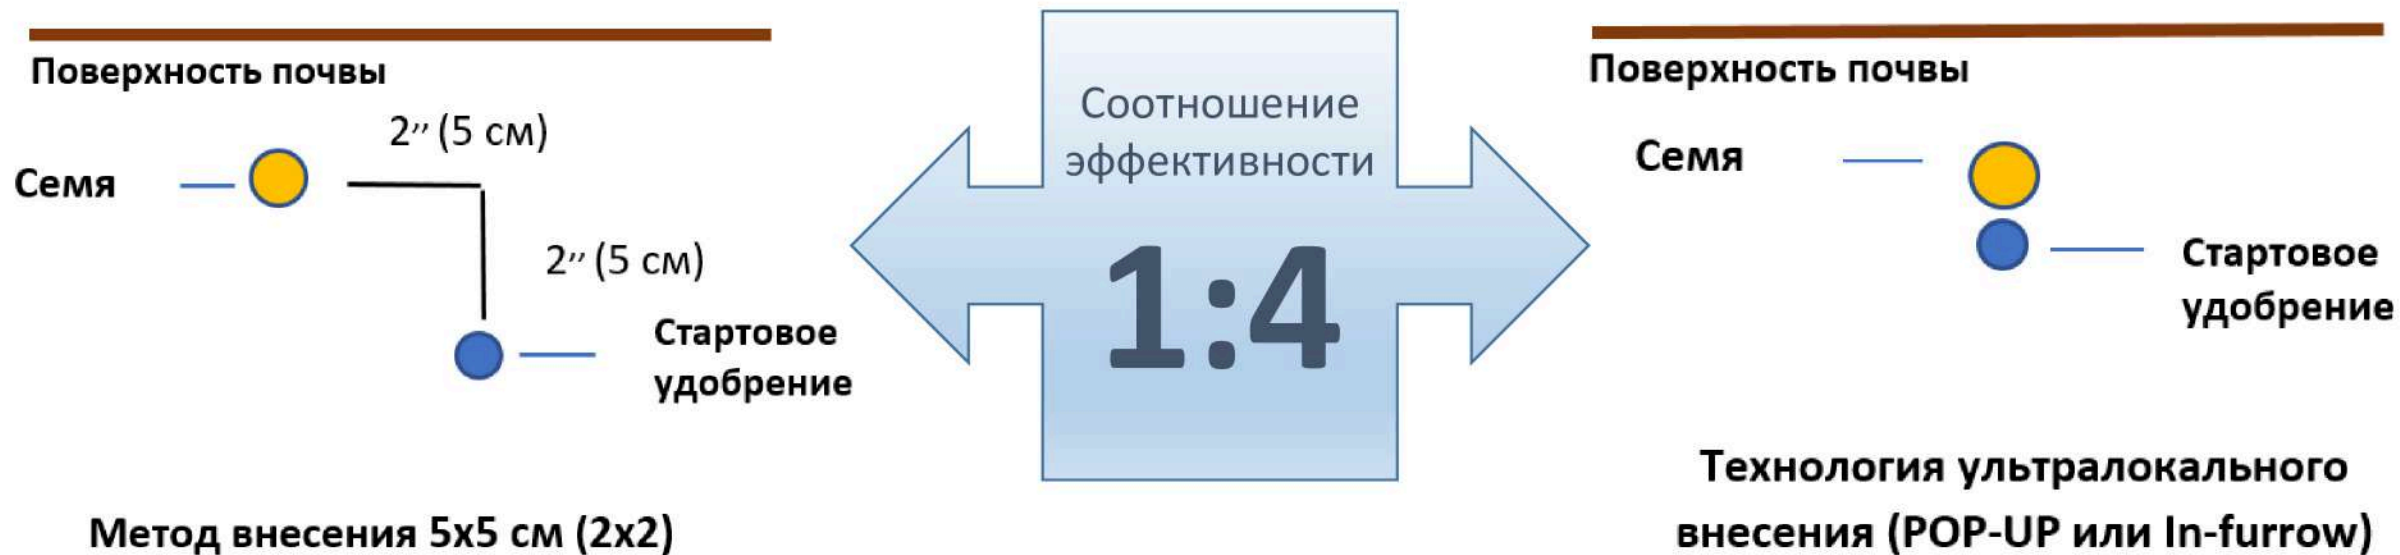 Поверхность почвы
2’’ (5 см)
Семя
2’’ (5 см)
Стартовое
удобрение
Метод внесения 5х5 см (2х2)
Соотношение
эффективности
1:4
Поверхность почвы
Семя
Стартовое
удобрение
Технология ультралокального
внесения (POP-UP или In-furrow)